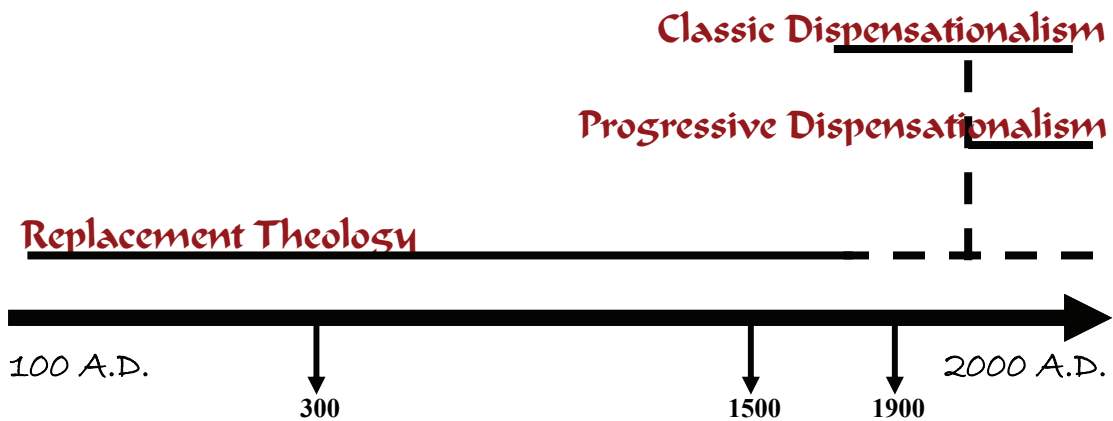 Classic Dispensationalism
Progressive Dispensationalism
Replacement Theology
100 A.D.
2000 A.D.
300
1500
1900